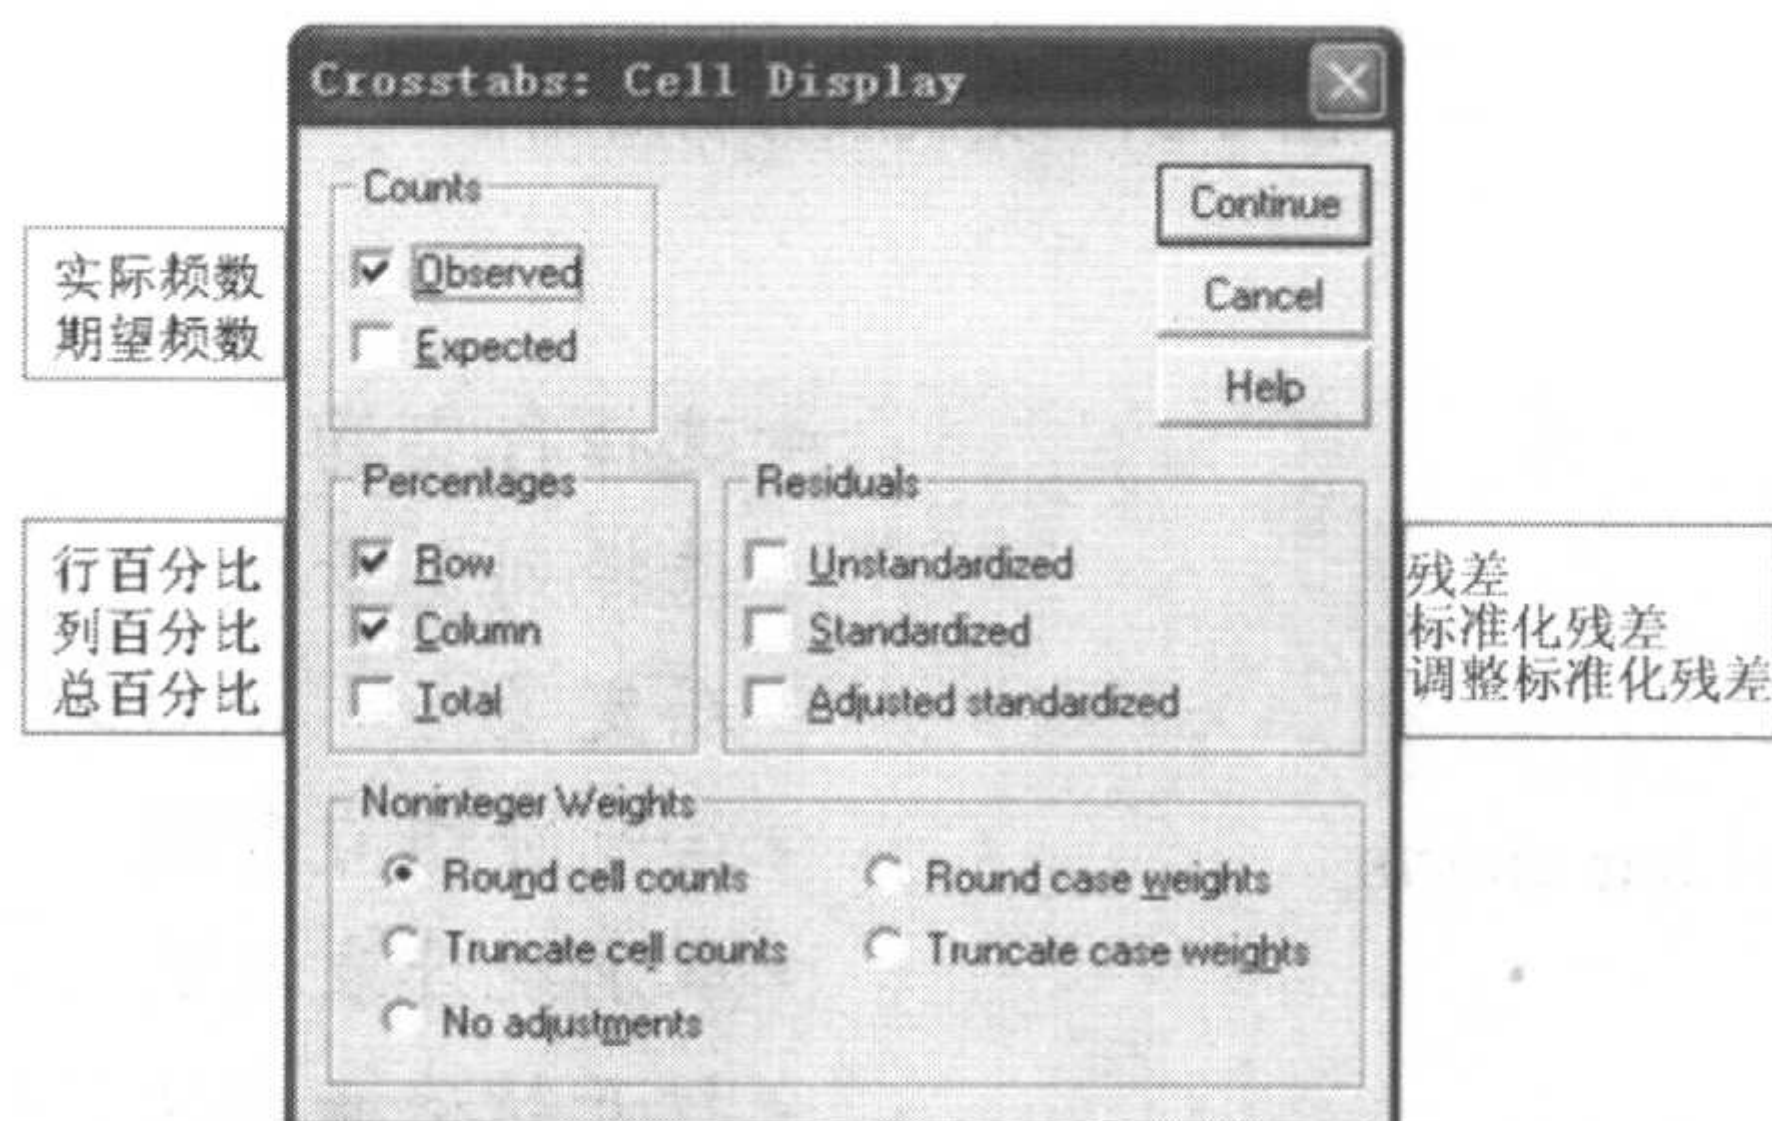 Crosstabs: Cell Display
Counts
Continue
实际频数
Observed
Cancel
期望频数
Expected
Help
Percentages
Residuals
行百分比
Row
Unstandardized
残差
列百分比
Column
Standardized
标准化残差
总百分比
Total
Adjusted standardized
调整标准化残差
Noninteger Weights
Round cell counts
Round case weights
Truncate cell counts
Truncate case weights
No adjustments